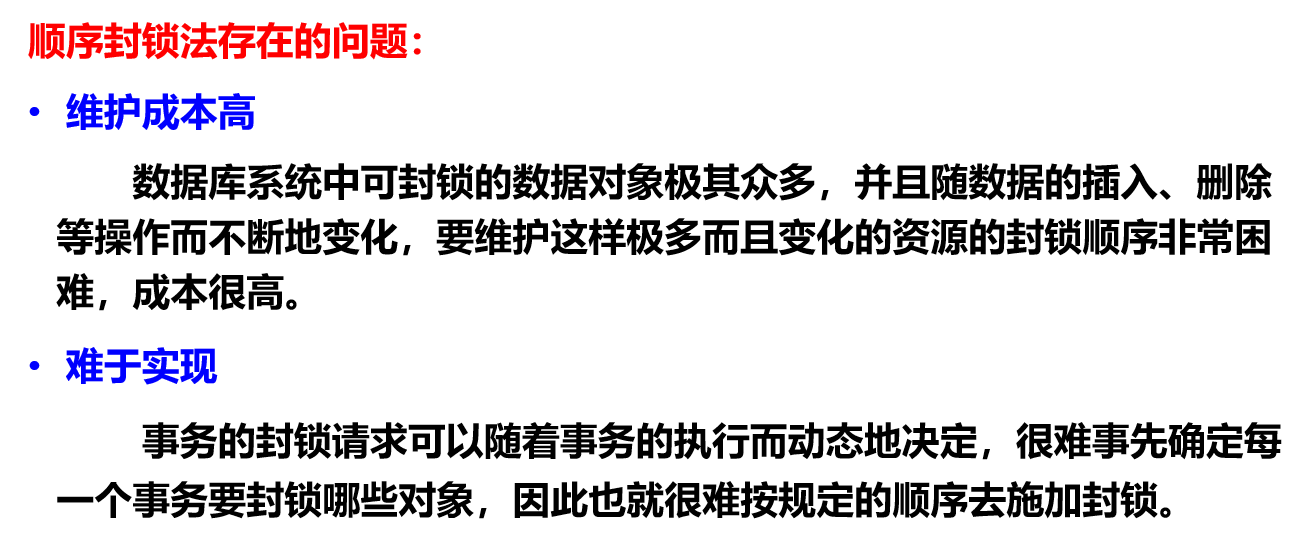 顺序封锁法存在的问题：
• 维护成本高
数据库系统中可封锁的数据对象极其众多，并且随数据的插入、删除
等操作而不断地变化，要维护这样极多而且变化的资源的封锁顺序非常困
难，成本很高。
• 难于实现
事务的封锁请求可以随着事务的执行而动态地决定，很难事先确定每
一个事务要封锁哪些对象，因此也就很难按规定的顺序去施加封锁。